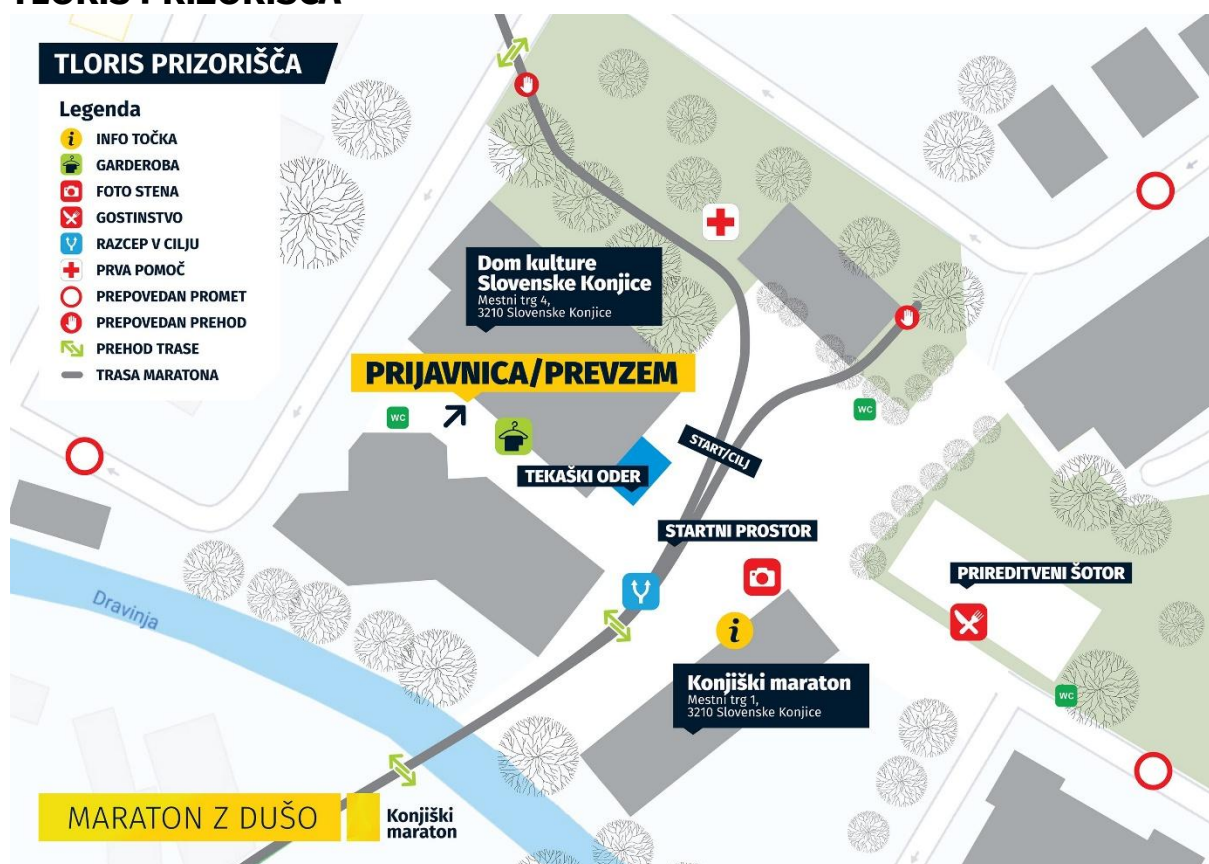 TLORIS PRIZORIŠČA
TLORIS PRIZORIŠČA
Legenda
i INFO TOČKA
GARDEROBA
FOTO STENA
GOSTINSTVO
RAZCEP V CILJU
PRVA POMOČ
PREPOVEDAN PROMET
PREPOVEDAN PREHOD
PREHOD TRASE
TRASA MARATONA
Dom kulture
Slovenske Konjice
Mestni trg 4,
3210 Slovenske Konjice
PRIJAVNICA/PREVZEM
WC
WC
START/CILJ
TEKAŠKI ODER
STARTNI PROSTOR
PRIREDITVENI ŠOTOR
Dravinja
i
Konjiški maraton
Mestni trg 1,
3210 Slovenske Konjice
WC
MARATON Z DUŠO
Konjiški
maraton